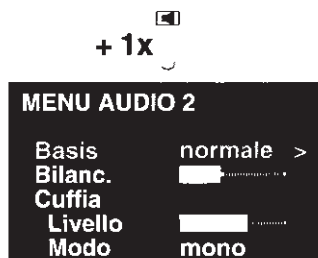 + 1x
MENU AUDIO 2
Basis normale >
Bilanc.
Cuffia
Livello
Modo mono